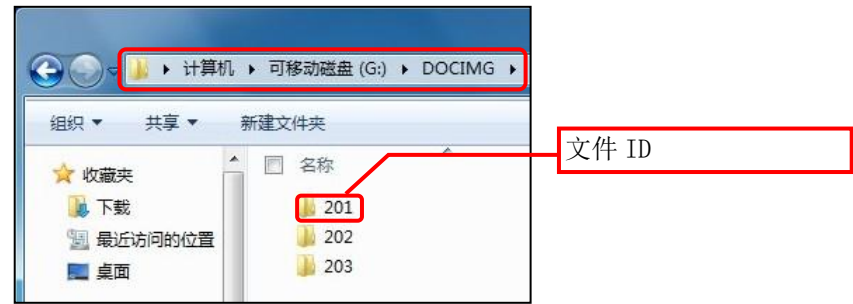 计算机 可移动磁盘 (G:) DOCIMG
组织 共享 新建文件夹
收藏夹
下载
最近访问的位置
桌面
名称
201
202
203
文件 ID